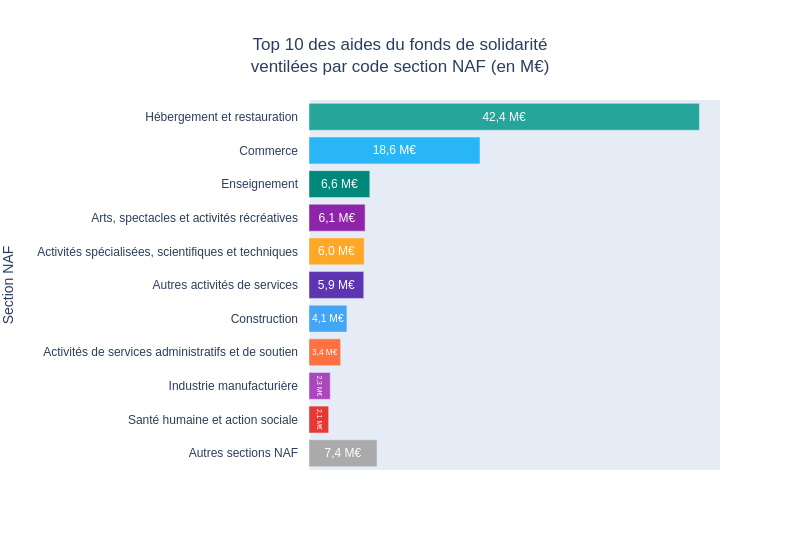 Top 10 des aides du fonds de solidarité
ventilées par code section NAF (en M€)
Section NAF
Hébergement et restauration 42,4 M€
Commerce 18,6 M€
Enseignement 6,6 M€
Arts, spectacles et activités récréatives 6,1 M€
Activités spécialisées, scientifiques et techniques 6,0 M€
Autres activités de services 5,9 M€
Construction 4,1 M€
Activités de services administratifs et de soutien 3,4 M€
Industrie manufacturière 2,3 M€
Santé humaine et action sociale 2,1 M€
Autres sections NAF 7,4 M€